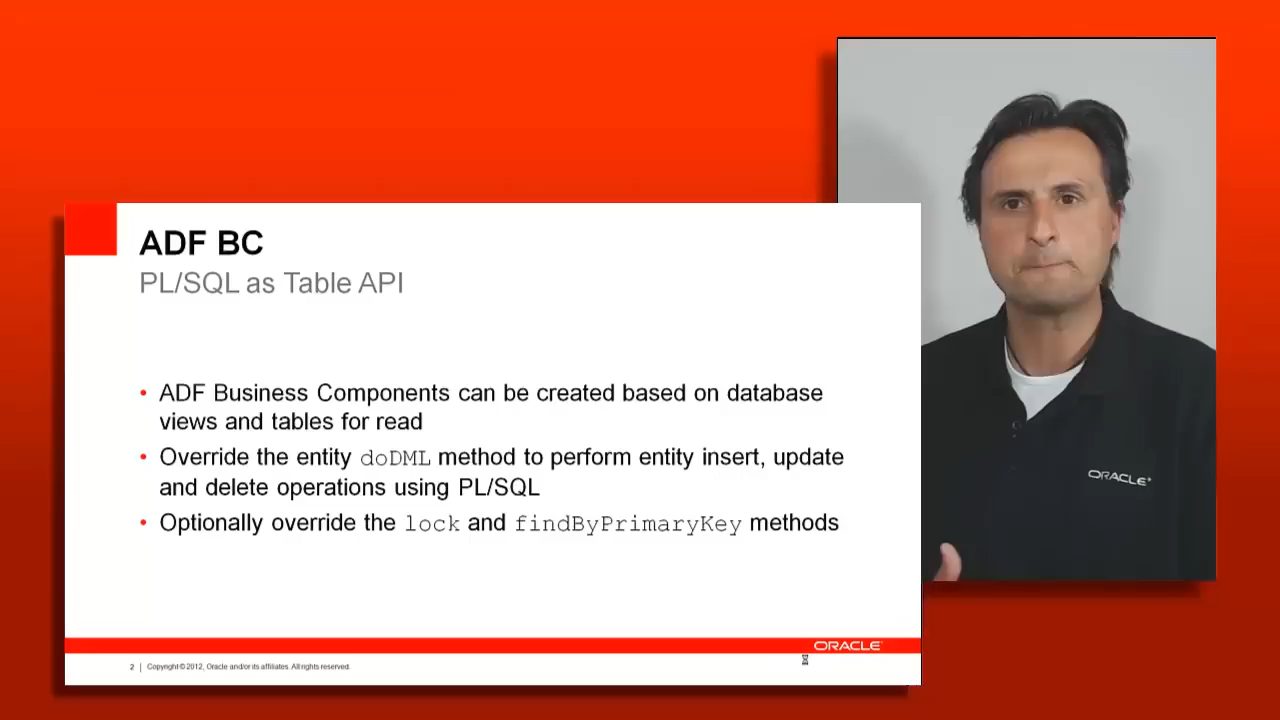 ADF BC
PL/SQL as Table API
• ADF Business Components can be created based on database
views and tables for read
• Override the entity doDML method to perform entity insert, update
and delete operations using PL/SQL
• Optionally override the lock and findByPrimaryKey methods
ORACLE
ORACLE
2 | Copyright © 2012, Oracle and/or its affiliates. All rights reserved.